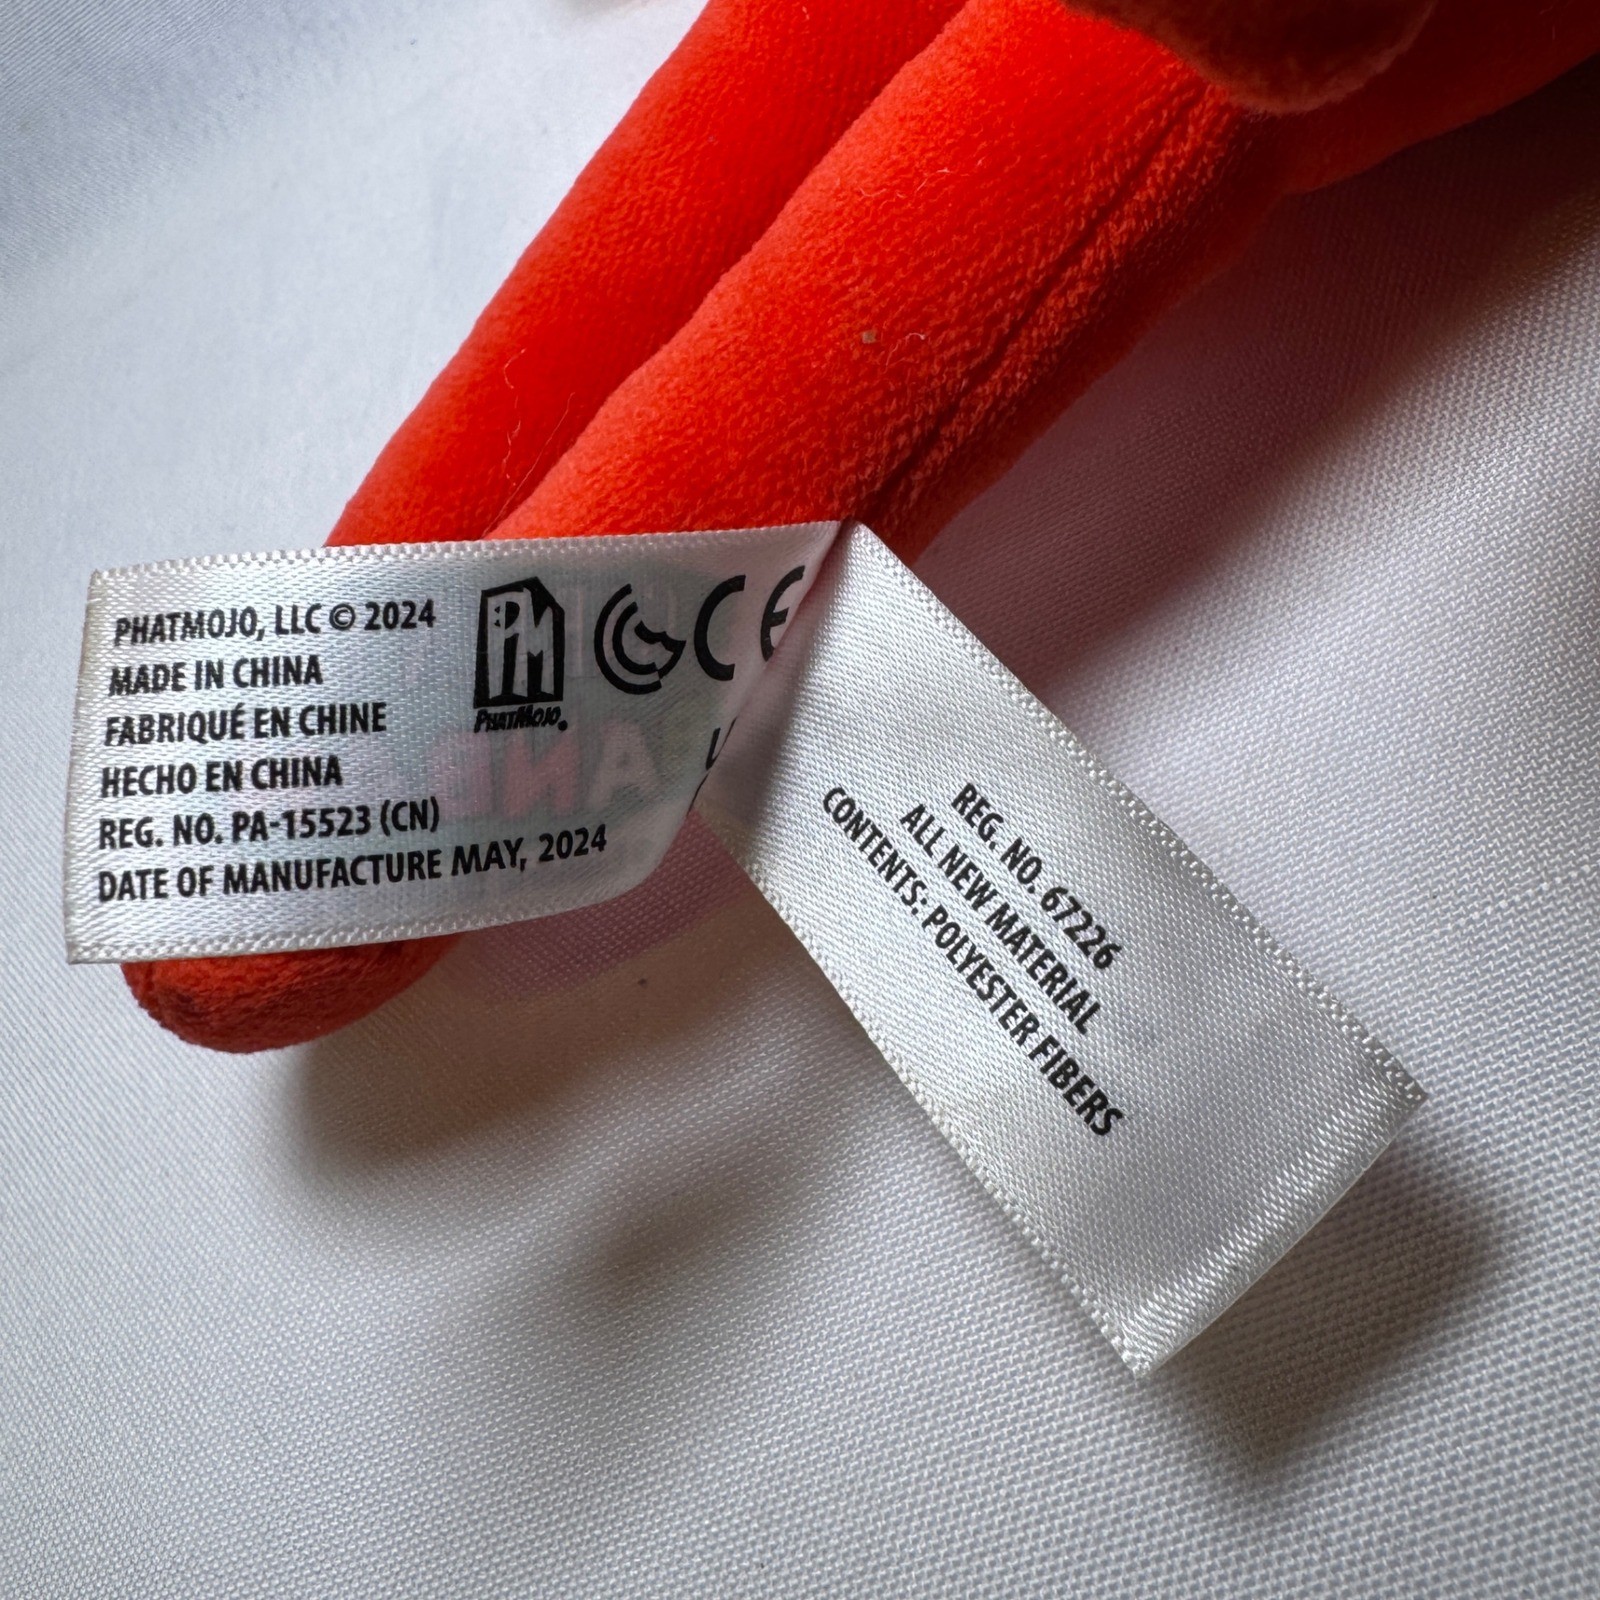 PHATMOJO, LLC © 2024
MADE IN CHINA
FABRIQUÉ EN CHINE
HECHO EN CHINA
REG. NO. PA-15523 (CN)
DATE OF MANUFACTURE MAY, 2024
PM
PHATMOJO
CE
REG. NO. 67226
ALL NEW MATERIAL
CONTENTS: POLYESTER FIBERS